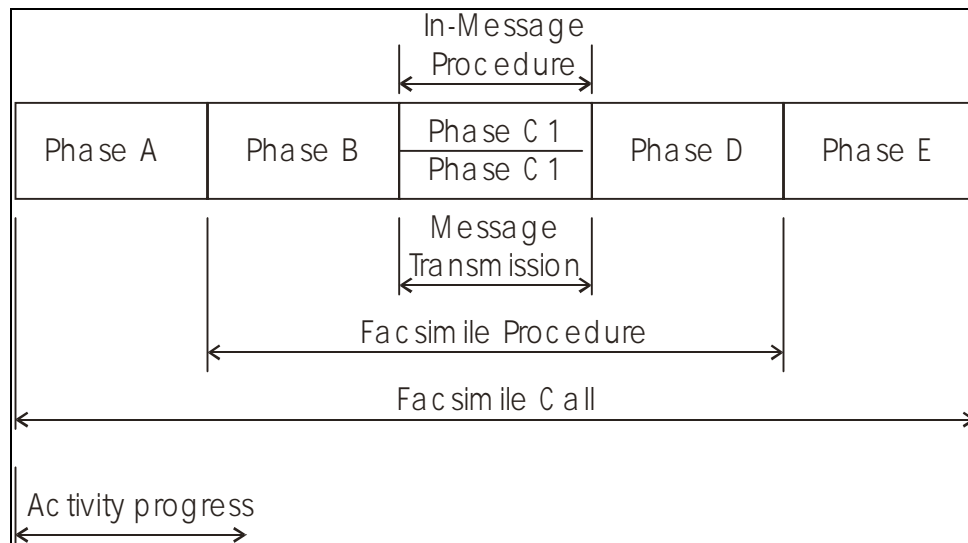 In-Message
Procedure
Phase A
Phase B
Phase C1
Phase C1
Phase D
Phase E
Message
Transmission
Facsimile Procedure
Facsimile Call
Activity progress